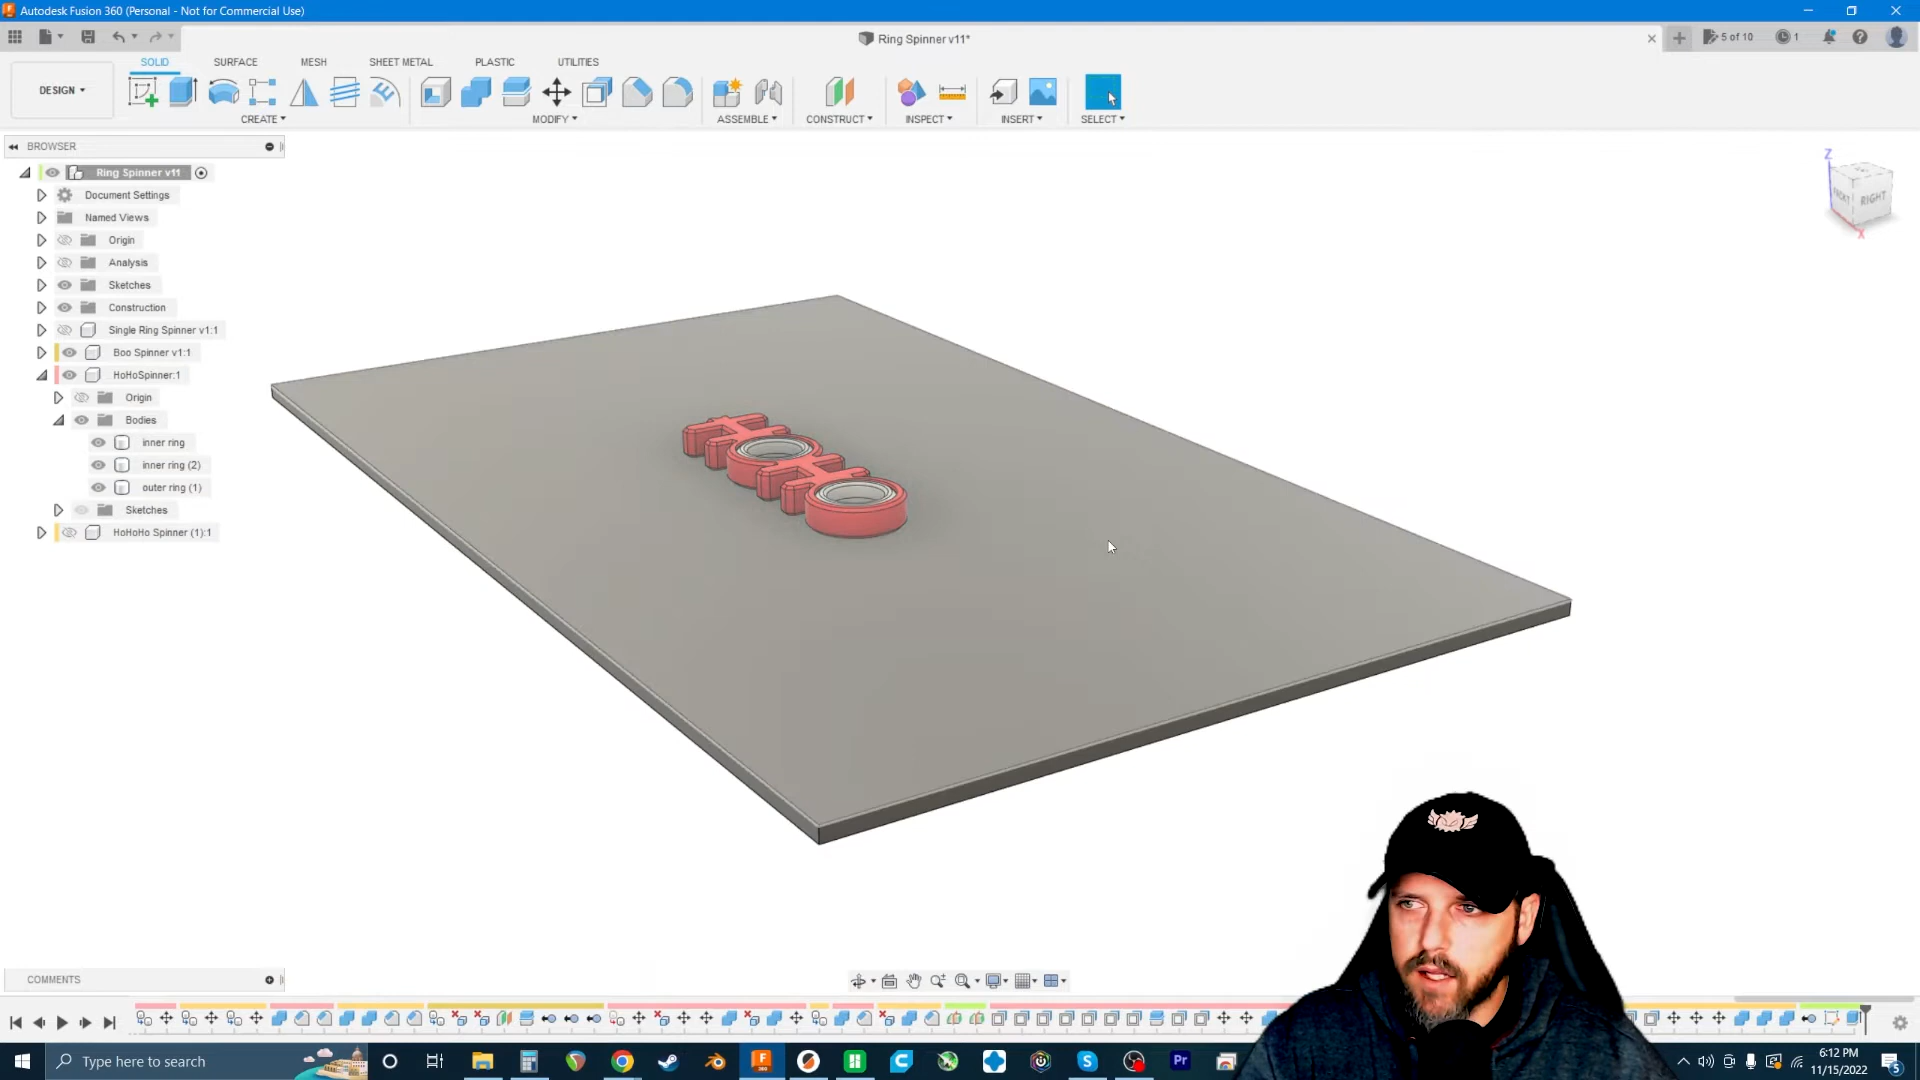 Autodesk Fusion 360 (Personal - Not for Commercial Use)
Ring Spinner v11*
5 of 10
1
SOLID
SURFACE
MESH
SHEET METAL
PLASTIC
UTILITIES
DESIGN
CREATE
MODIFY
ASSEMBLE
CONSTRUCT
INSPECT
INSERT
SELECT
BROWSER
Ring Spinner v11
Document Settings
Named Views
Origin
Analysis
Sketches
Construction
Single Ring Spinner v1:1
Boo Spinner v1:1
HoHoSpinner:1
Origin
Bodies
inner ring
inner ring (2)
outer ring (1)
Sketches
HoHoHo Spinner (1):1
Z
FRONT
RIGHT
X
COMMENTS
Type here to search
F
360
S
Pr
6:12 PM
11/15/2022
5